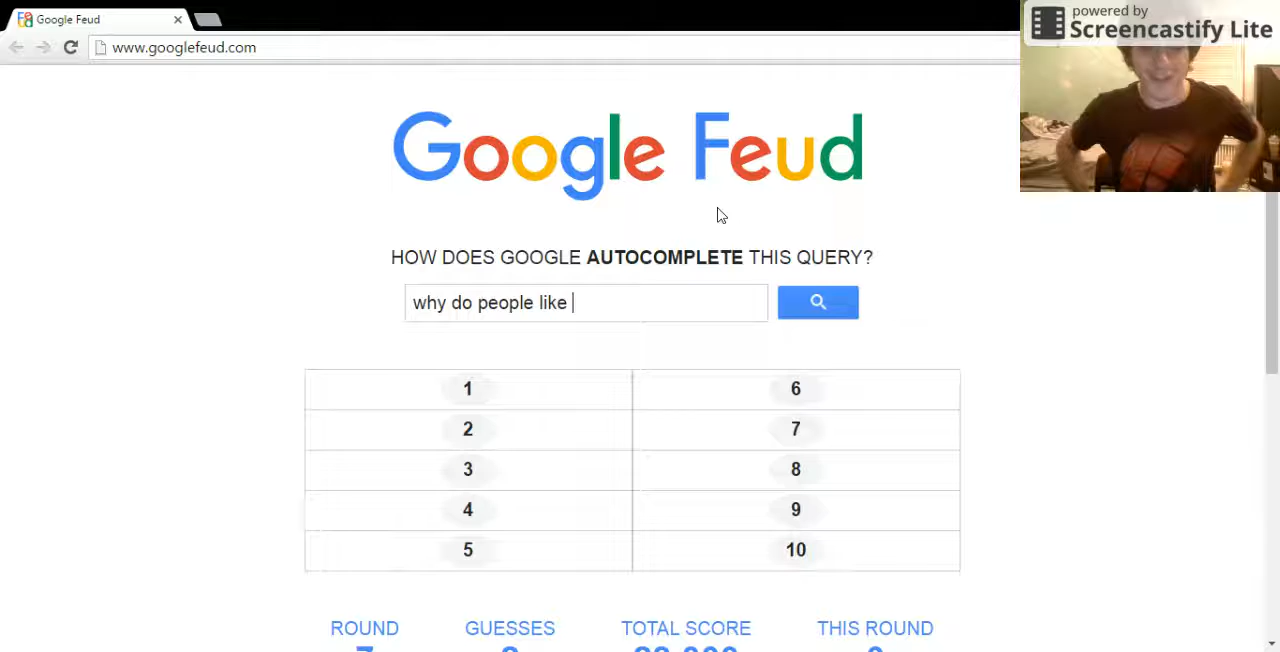 Google Feud
powered by
Screencastify Lite
www.googlefeud.com
Google Feud
HOW DOES GOOGLE AUTOCOMPLETE THIS QUERY?
why do people like
1 6
2 7
3 8
4 9
5 10
ROUND GUESSES TOTAL SCORE THIS ROUND